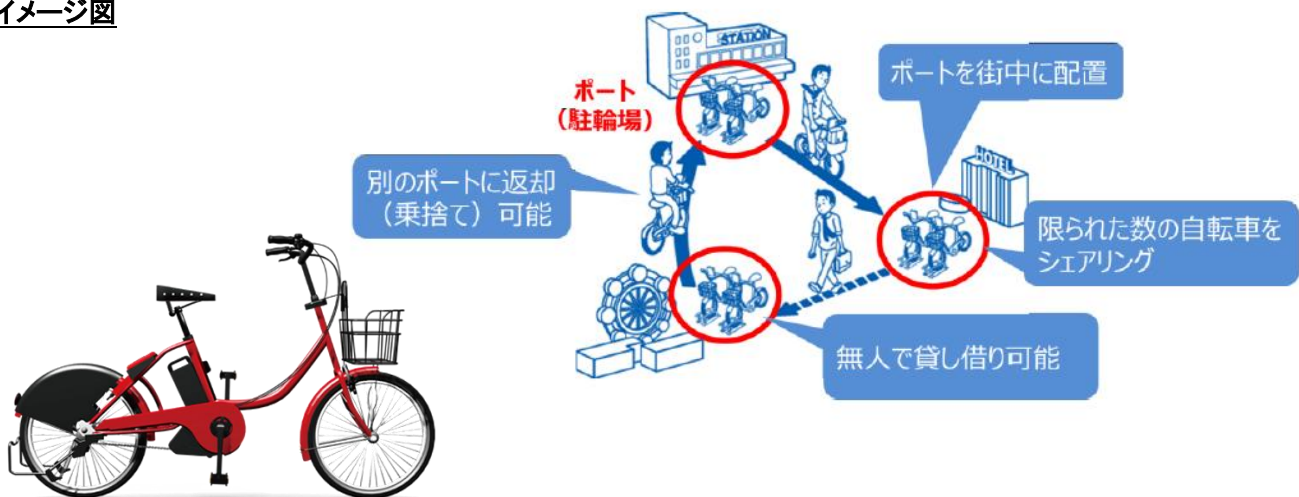 イメージ図
STATION
ポートを街中に配置
ポート
（駐輪場）
別のポートに返却
（乗捨て）可能
HOTEL
限られた数の自転車を
シェアリング
無人で貸し借り可能